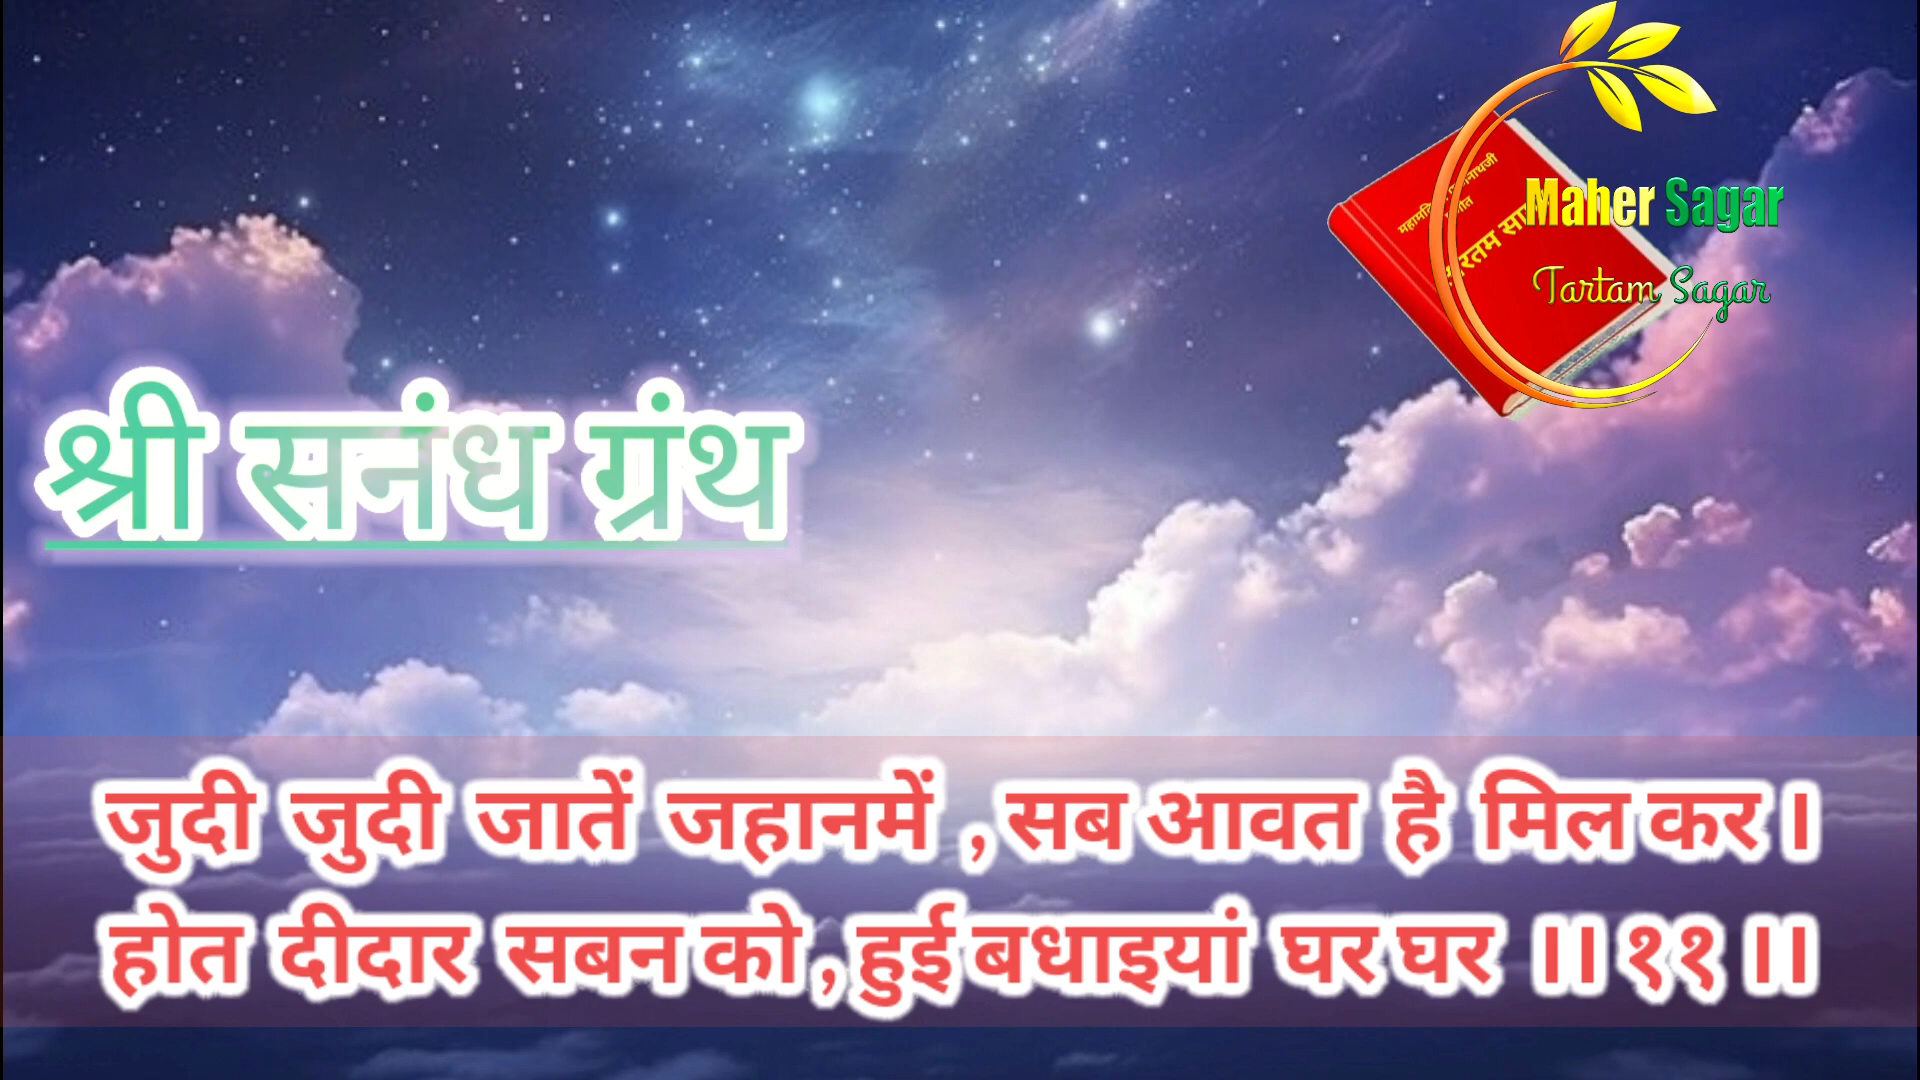 Maher Sagar
Tartam Sagar
श्री सनंध ग्रंथ
जुदी जुदी जातें जहानमें , सब आवत है मिल कर ।
होत दीदार सबन को , हुई बधाइयां घर घर ।। ११ ।।